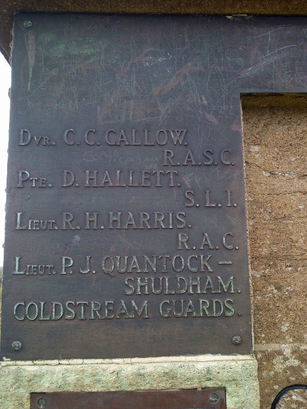 DVR. C. C. CALLOW.
R.A.S.C.
PTE. D. HALLETT.
S.L.I.
LIEUT. R. H. HARRIS.
R.A.C.
LIEUT. P. J. QUANTOCK-
SHULDHAM.
COLDSTREAM GUARDS.